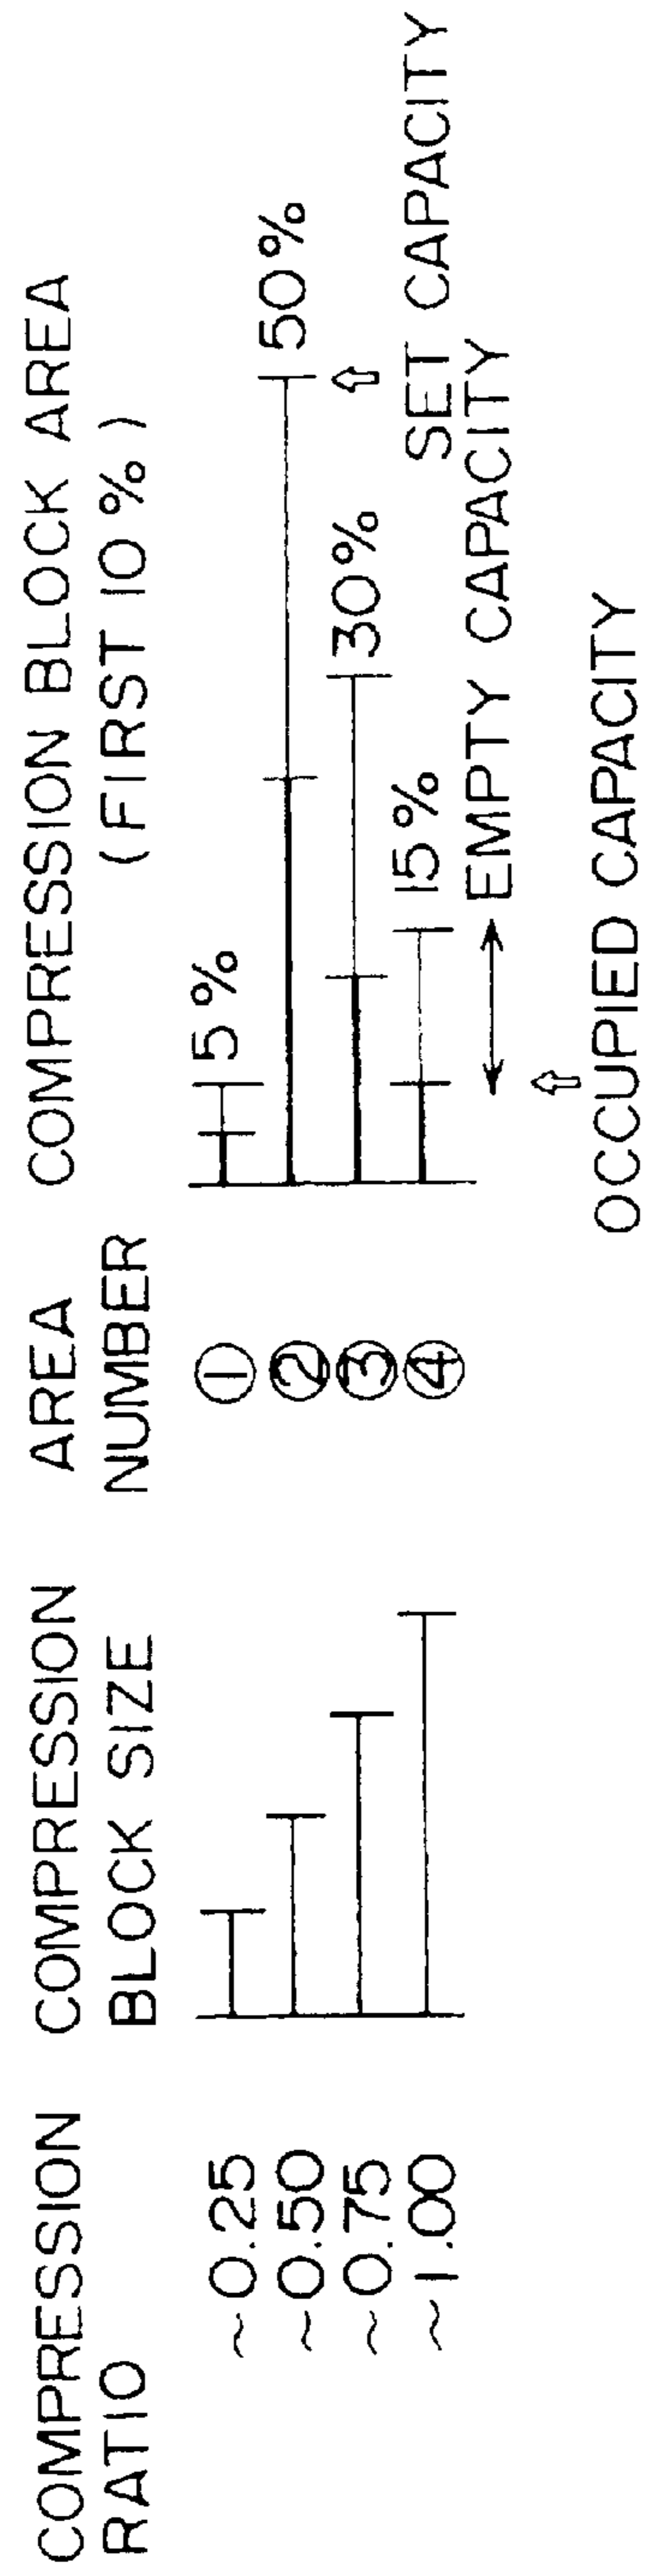 COMPRESSION RATIO
COMPRESSION BLOCK SIZE
AREA NUMBER
COMPRESSION BLOCK AREA
(FIRST 10%)
~0.25
① 5%
~0.50
② 50%
~0.75
③ 30%
~1.00
④ 15%
SET CAPACITY
EMPTY CAPACITY
OCCUPIED CAPACITY